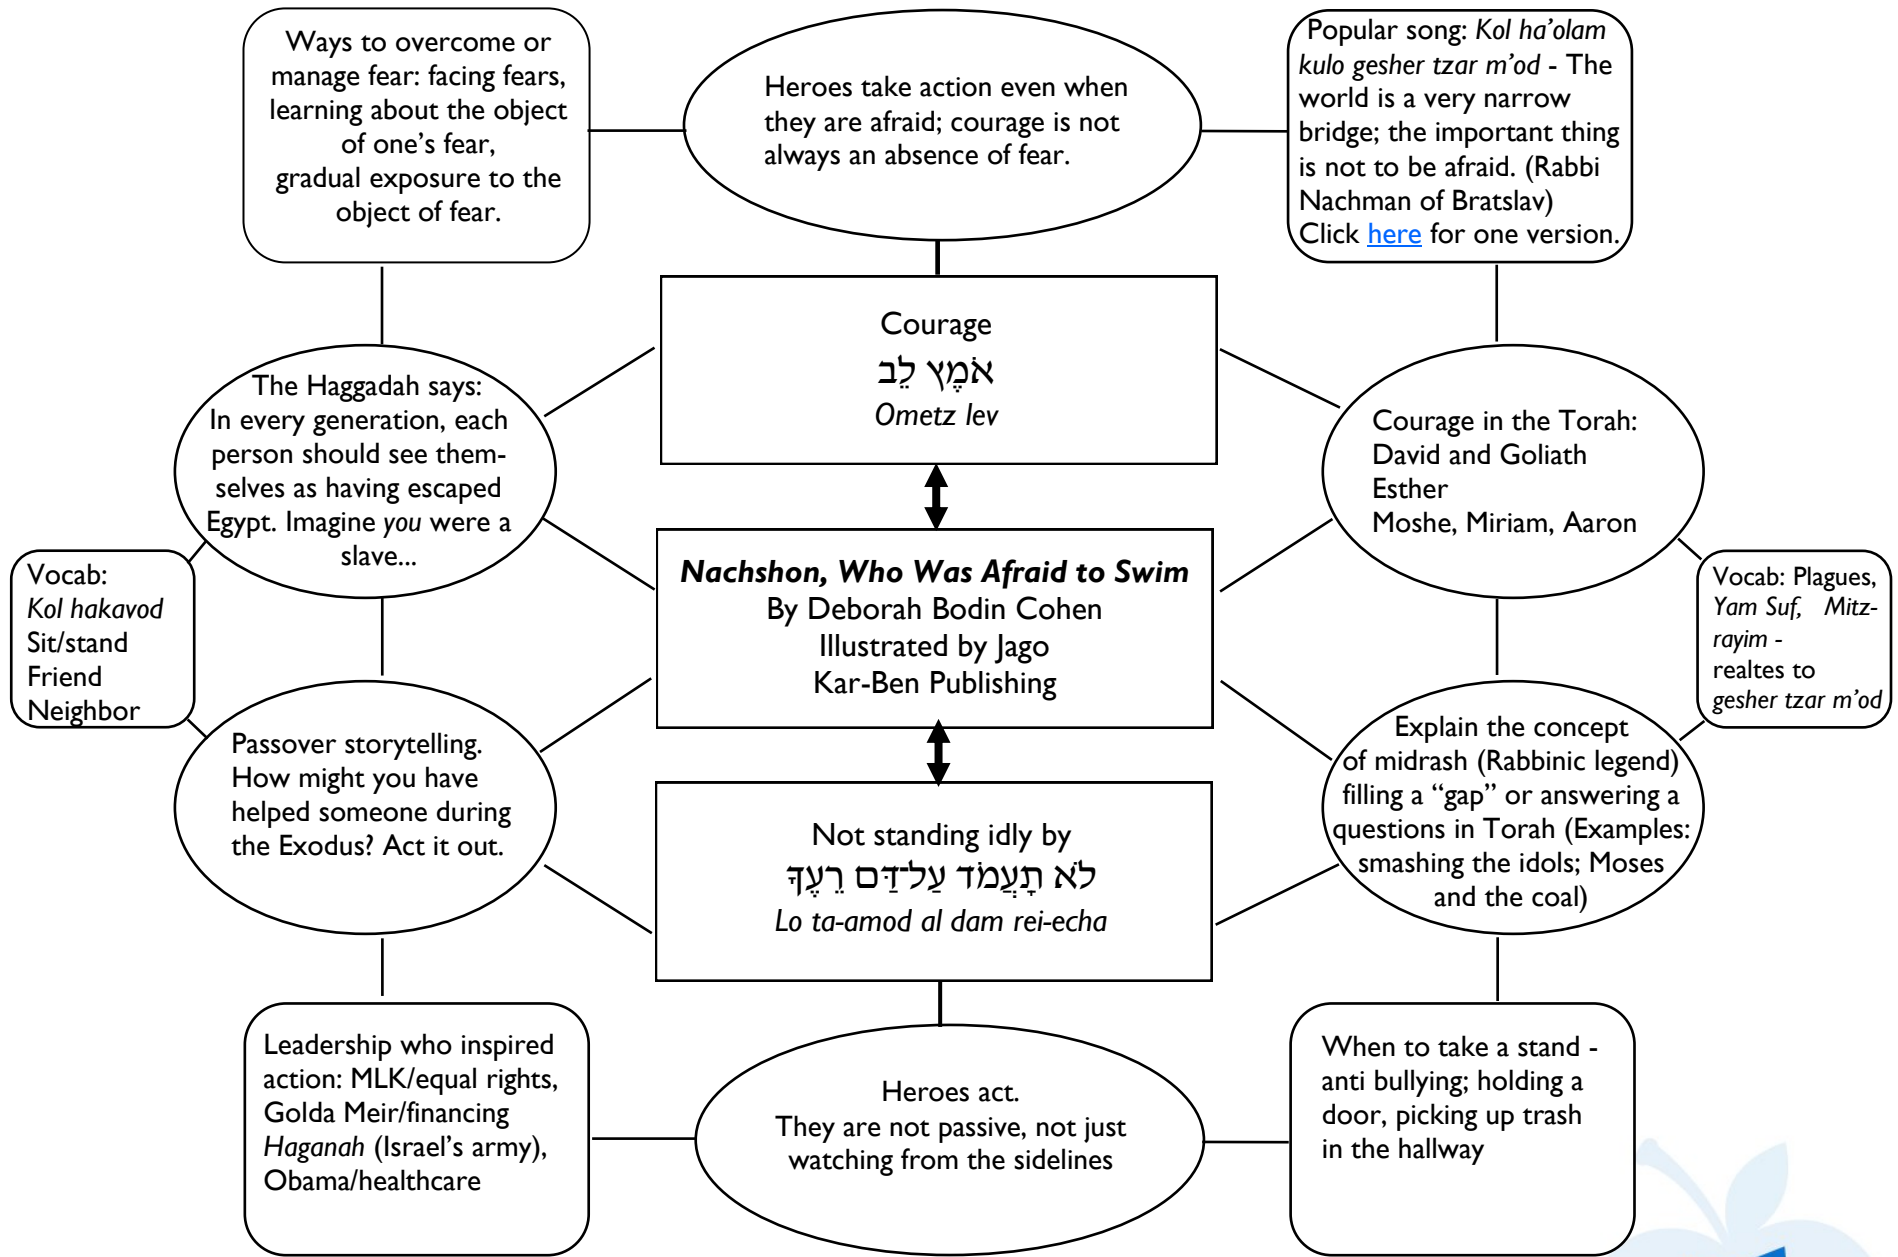 Ways to overcome or
manage fear: facing fears,
learning about the object
of one’s fear,
gradual exposure to the
object of fear.
Heroes take action even when
they are afraid; courage is not
always an absence of fear.
Popular song: Kol ha’olam
kulo gesher tzar m’od - The
world is a very narrow
bridge; the important thing
is not to be afraid. (Rabbi
Nachman of Bratslav)
Click here for one version.
Courage
אֹמֶץ לֵב
Ometz lev
The Haggadah says:
In every generation, each
person should see them-
selves as having escaped
Egypt. Imagine you were a
slave...
Courage in the Torah:
David and Goliath
Esther
Moshe, Miriam, Aaron
Vocab:
Kol hakavod
Sit/stand
Friend
Neighbor
Nachshon, Who Was Afraid to Swim
By Deborah Bodin Cohen
Illustrated by Jago
Kar-Ben Publishing
Vocab: Plagues,
Yam Suf, Mitz-
rayim -
realtes to
gesher tzar m’od
Passover storytelling.
How might you have
helped someone during
the Exodus? Act it out.
Not standing idly by
לֹא תַעֲמֹד עַל־דַּם רֵעֶךָ
Lo ta-amod al dam rei-echa
Explain the concept
of midrash (Rabbinic legend)
filling a “gap” or answering a
questions in Torah (Examples:
smashing the idols; Moses
and the coal)
Leadership who inspired
action: MLK/equal rights,
Golda Meir/financing
Haganah (Israel’s army),
Obama/healthcare
Heroes act.
They are not passive, not just
watching from the sidelines
When to take a stand -
anti bullying; holding a
door, picking up trash
in the hallway